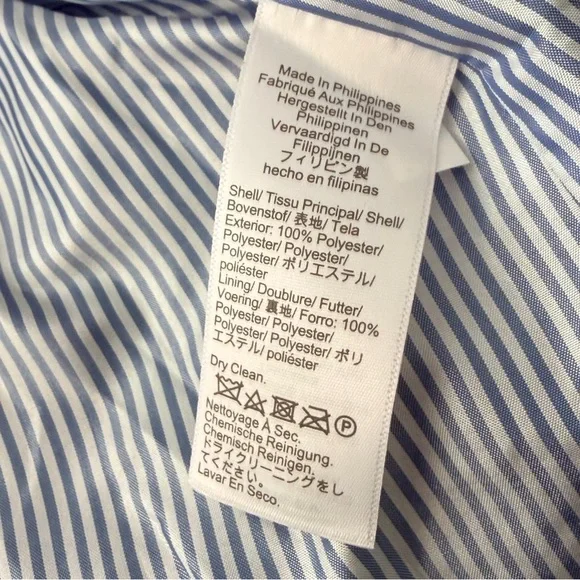 Made In Philippines
Fabriqué Aux Philippines
Hergestellt In Den
Philippinen
Vervaardigd In De
Filippijnen
フィリピン製
hecho en filipinas
Shell/ Tissu Principal/ Shell/
Bovenstof/ 表地/ Tela
Exterior: 100% Polyester/
Polyester/ Polyester/
Polyester/ ポリエステル/
poliéster
Lining/ Doublure/ Futter/
Voering/ 裏地/ Forro: 100%
Polyester/ Polyester/
Polyester/ Polyester/ ポリ
エステル/ poliéster
Dry Clean.
P
Nettoyage A Sec.
Chemische Reinigung.
Chemisch Reinigen.
ドライクリーニングをし
てください。
Lavar En Seco.